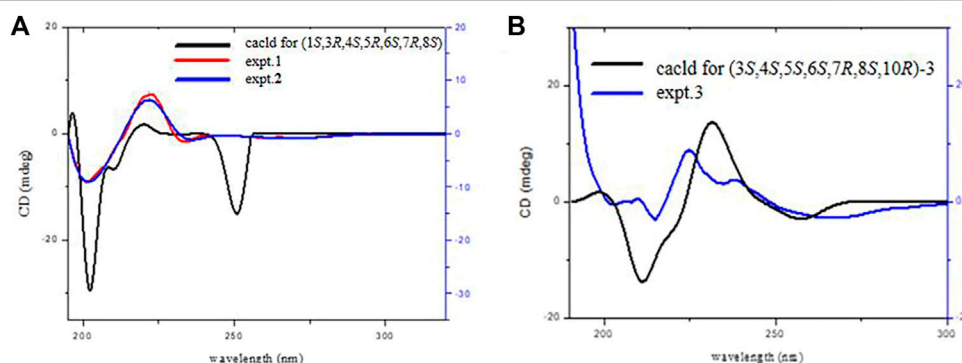 A
cacld for (1S,3R,4S,5R,6S,7R,8S)
expt.1
expt.2
CD (mdeg)
0
-20
20
10
0
-10
-20
-30
200
250
300
wavelength (nm)
B
cacld for (3S,4S,5S,6S,7R,8S,10R)-3
expt.3
CD (mdeg)
20
0
-20
200
250
300
wavelength (nm)